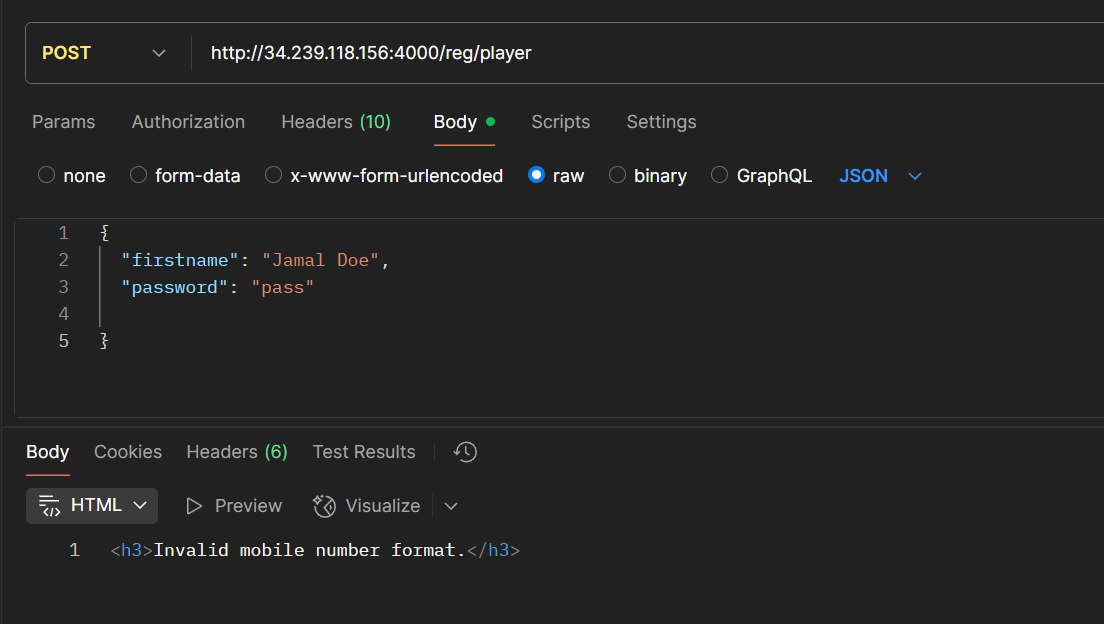 POST http://34.239.118.156:4000/reg/player
Params Authorization Headers (10) Body Scripts Settings
none form-data x-www-form-urlencoded raw binary GraphQL JSON
1 {
2 "firstname": "Jamal Doe",
3 "password": "pass"
4
5 }
Body Cookies Headers (6) Test Results
HTML Preview Visualize
1 <h3>Invalid mobile number format.</h3>